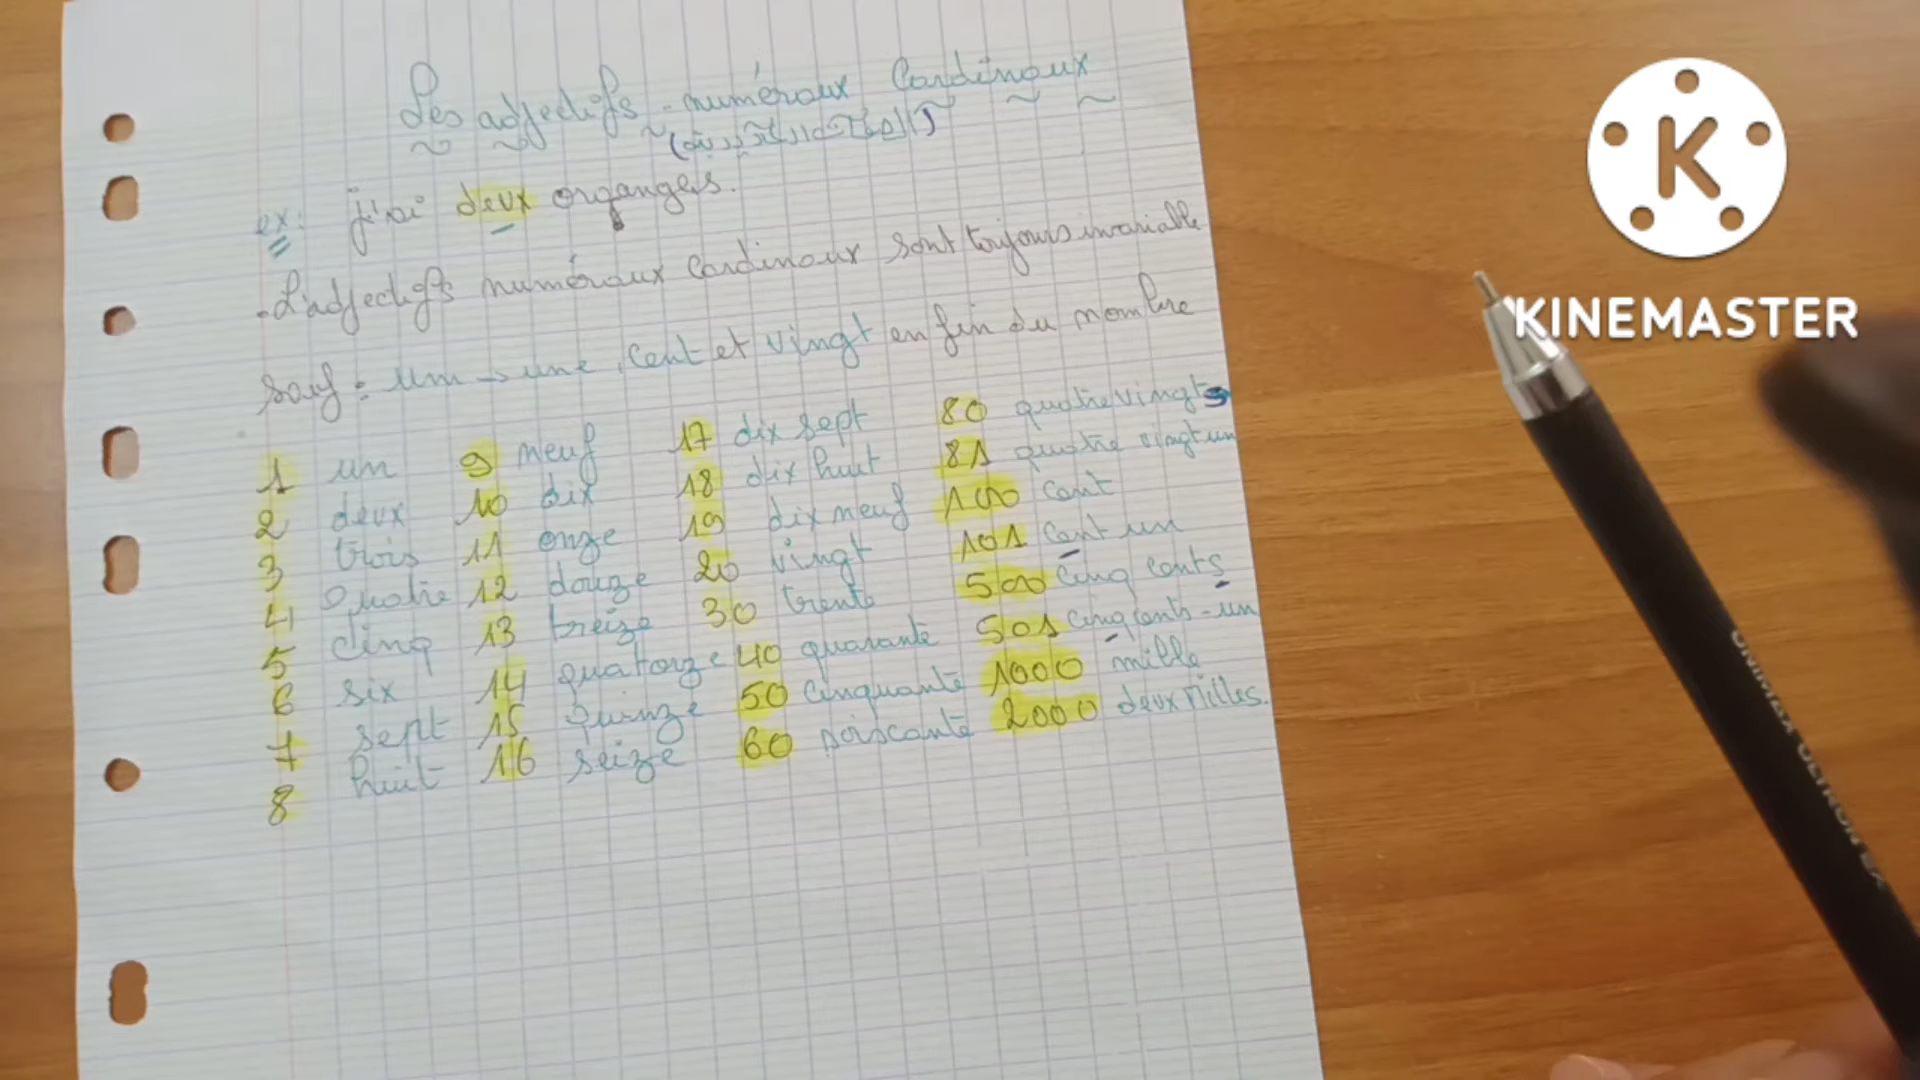 Les adjectifs numéraux Cardinaux
ex: j'ai deux organges.
- L'adjectifs numéraux Cardinaux sont toujours invariable
sauf : um → une, Cent et vingt en fin du nombre
1 um 9 neuf 17 dix sept 80 quatre vingts
2 deux 10 dix 18 dix huit 81 quatre vingt un
3 trois 11 onze 19 dix neuf 100 Cent
4 Quatre 12 douze 20 vingt 101 Cent un
5 cinq 13 treize 30 trente 500 Cinq Cents
6 six 14 quatorze 40 quarante 501 Cinq Cents - un
7 sept 15 quinze 50 Cinquante 1000 mille
8 huit 16 seize 60 soiscante 2000 deux Milles.
KINEMASTER